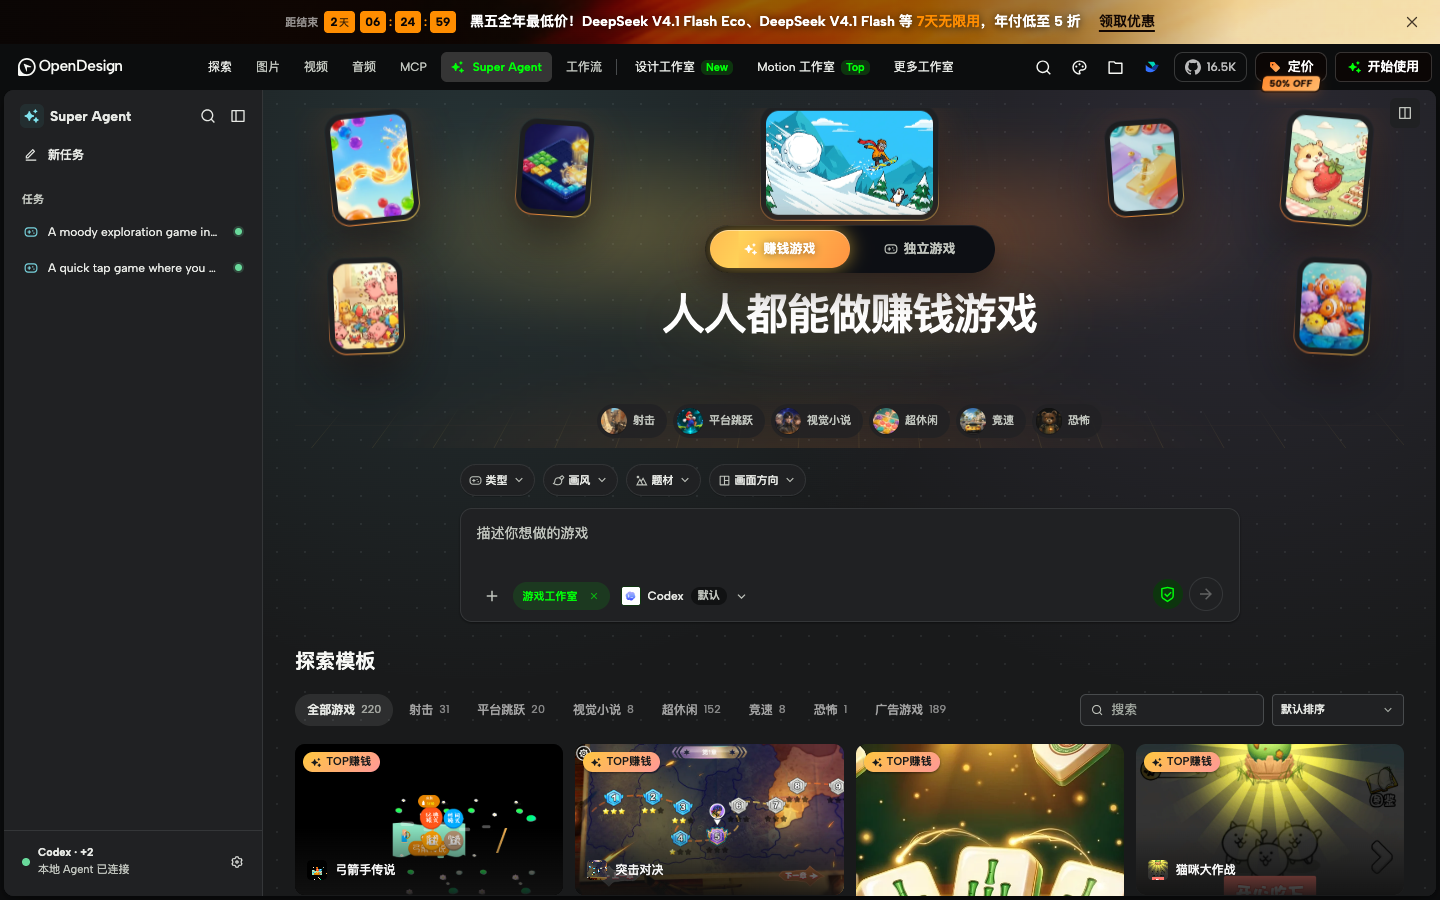 距结束 2天 06 : 24 : 59 黑五全年最低价！DeepSeek V4.1 Flash Eco、DeepSeek V4.1 Flash 等 7天无限用，年付低至 5 折 领取优惠
OpenDesign 探索 图片 视频 音频 MCP Super Agent 工作流 设计工作室 New Motion 工作室 Top 更多工作室 16.5K 定价 开始使用
50% OFF
Super Agent
新任务
任务
A moody exploration game in...
A quick tap game where you ...
赚钱游戏 独立游戏
人人都能做赚钱游戏
射击 平台跳跃 视觉小说 超休闲 竞速 恐怖
类型 画风 题材 画面方向
描述你想做的游戏
游戏工作室 × Codex 默认
探索模板
全部游戏 220 射击 31 平台跳跃 20 视觉小说 8 超休闲 152 竞速 8 恐怖 1 广告游戏 189 搜索 默认排序
TOP赚钱 TOP赚钱 TOP赚钱 TOP赚钱
弓箭手传说 突击对决 猫咪大作战
Codex · +2
本地 Agent 已连接